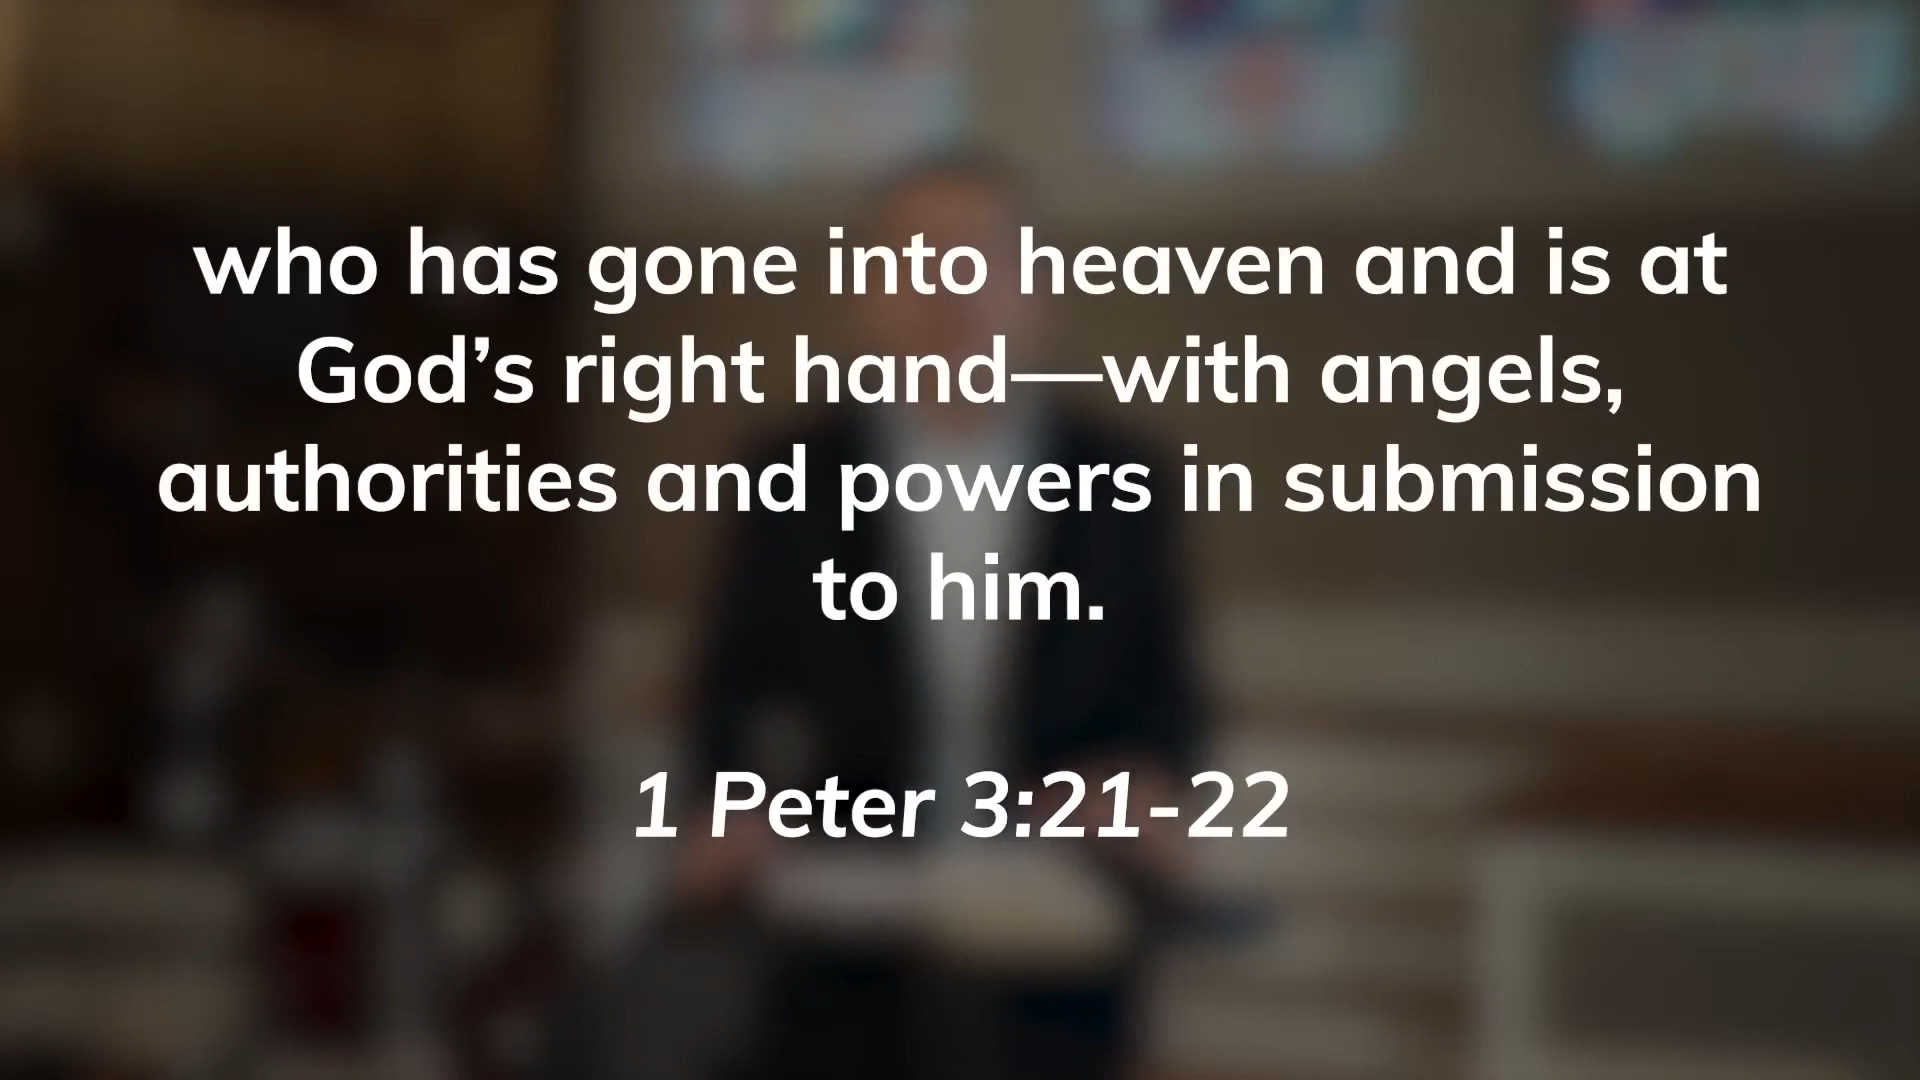 who has gone into heaven and is at
God’s right hand—with angels,
authorities and powers in submission
to him.
1 Peter 3:21-22